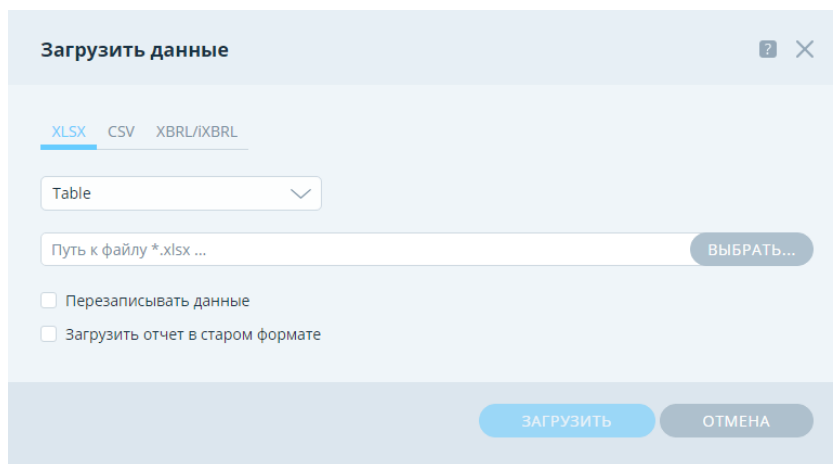 Загрузить данные ?
XLSX CSV XBRL/iXBRL
Table
Путь к файлу *.xlsx ... ВЫБРАТЬ...
Перезаписывать данные
Загрузить отчет в старом формате
ЗАГРУЗИТЬ ОТМЕНА